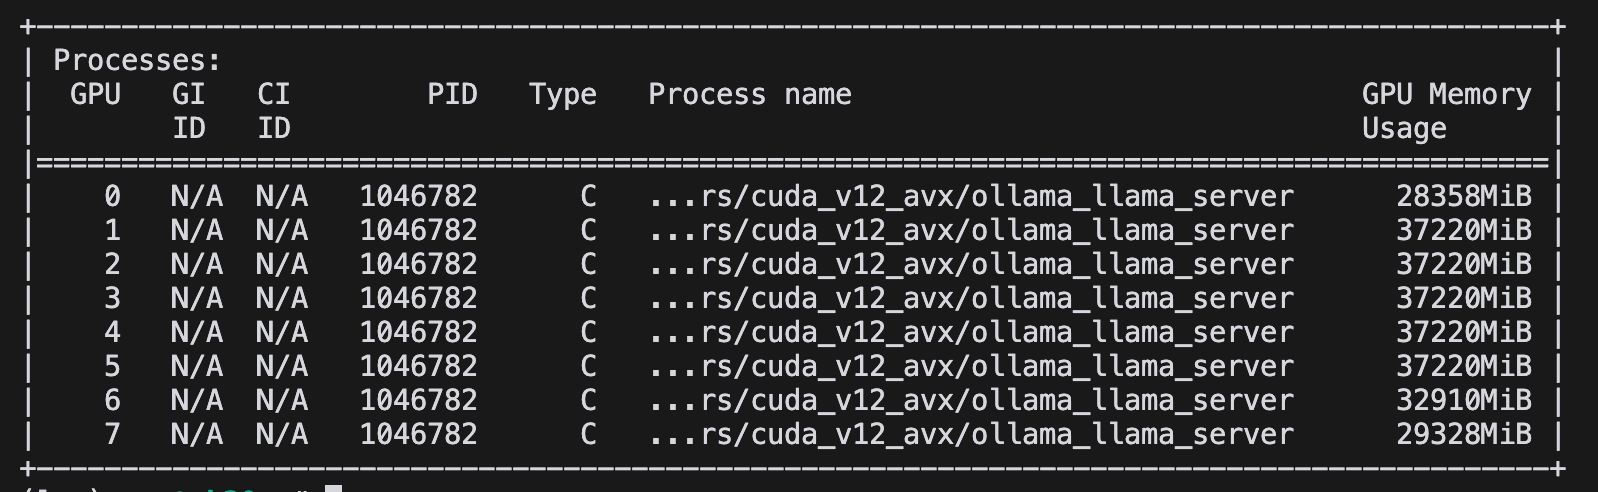 +-----------------------------------------------------------------------------------------+
| Processes:                                                                              |
|  GPU   GI   CI        PID   Type   Process name                              GPU Memory |
|        ID   ID                                                               Usage      |
|=========================================================================================|
|    0   N/A  N/A   1046782      C   ...rs/cuda_v12_avx/ollama_llama_server      28358MiB |
|    1   N/A  N/A   1046782      C   ...rs/cuda_v12_avx/ollama_llama_server      37220MiB |
|    2   N/A  N/A   1046782      C   ...rs/cuda_v12_avx/ollama_llama_server      37220MiB |
|    3   N/A  N/A   1046782      C   ...rs/cuda_v12_avx/ollama_llama_server      37220MiB |
|    4   N/A  N/A   1046782      C   ...rs/cuda_v12_avx/ollama_llama_server      37220MiB |
|    5   N/A  N/A   1046782      C   ...rs/cuda_v12_avx/ollama_llama_server      37220MiB |
|    6   N/A  N/A   1046782      C   ...rs/cuda_v12_avx/ollama_llama_server      32910MiB |
|    7   N/A  N/A   1046782      C   ...rs/cuda_v12_avx/ollama_llama_server      29328MiB |
+-----------------------------------------------------------------------------------------+